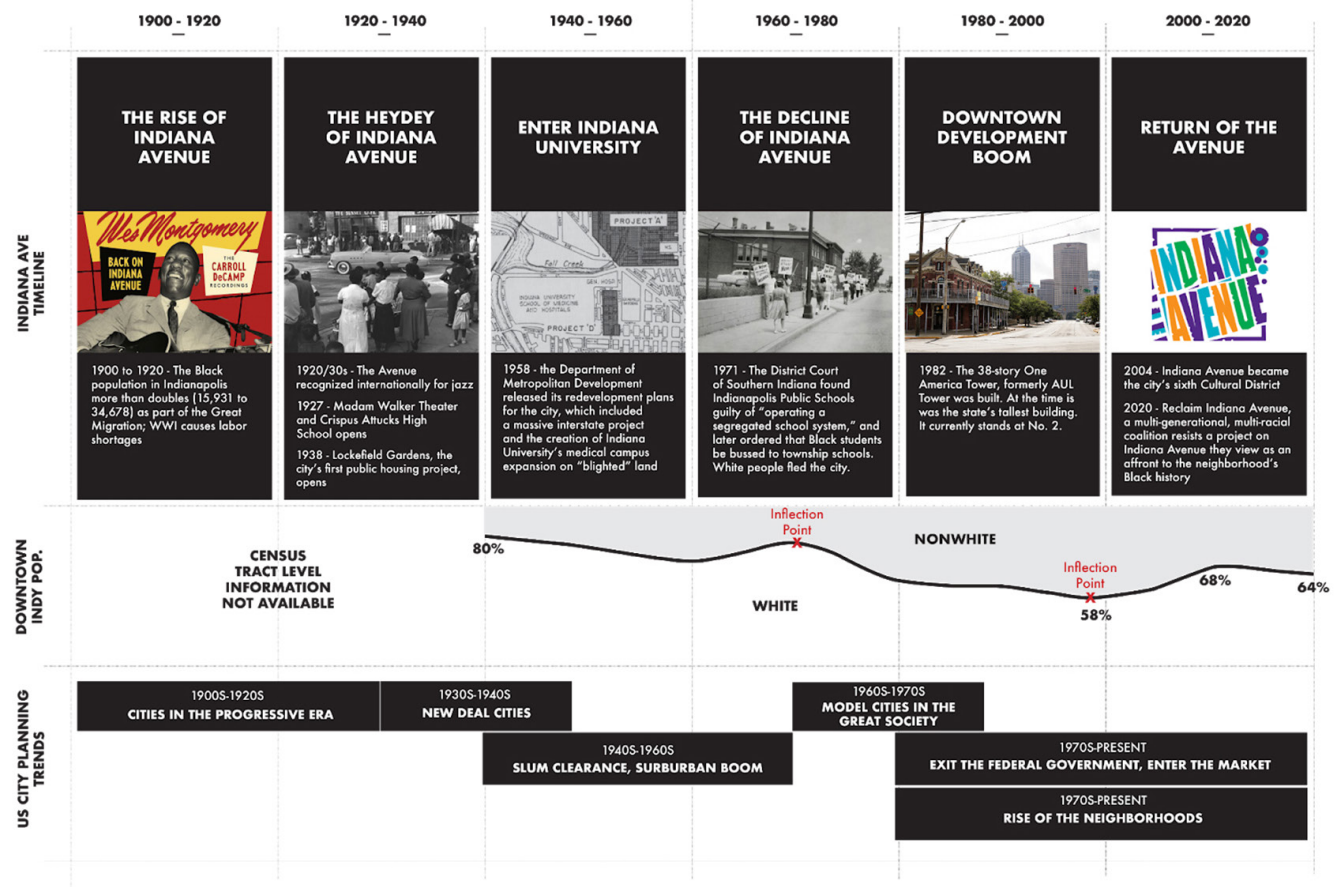 1900 - 1920
1920 - 1940
1940 - 1960
1960 - 1980
1980 - 2000
2000 - 2020
INDIANA AVE
TIMELINE
THE RISE OF
INDIANA
AVENUE
Wes Montgomery
BACK ON
INDIANA
AVENUE
THE
CARROLL
DeCAMP
RECORDINGS
1900 to 1920 - The Black
population in Indianapolis
more than doubles (15,931 to
34,678) as part of the Great
Migration; WWI causes labor
shortages
THE HEYDEY
OF INDIANA
AVENUE
1920/30s - The Avenue
recognized internationally for jazz
1927 - Madam Walker Theater
and Crispus Attucks High
School opens
1938 - Lockefield Gardens, the
city's first public housing project,
opens
ENTER INDIANA
UNIVERSITY
PROJECT 'A'
Fall Creek
GEN. HOSP.
INDIANA UNIVERSITY
SCHOOL OF MEDICINE
AND HOSPITALS
PROJECT 'D'
1958 - the Department of
Metropolitan Development
released its redevelopment plans
for the city, which included
a massive interstate project
and the creation of Indiana
University's medical campus
expansion on "blighted" land
THE DECLINE
OF INDIANA
AVENUE
1971 - The District Court
of Southern Indiana found
Indianapolis Public Schools
guilty of "operating a
segregated school system," and
later ordered that Black students
be bussed to township schools.
White people fled the city.
DOWNTOWN
DEVELOPMENT
BOOM
1982 - The 38-story One
America Tower, formerly AUL
Tower was built. At the time is
was the state's tallest building.
It currently stands at No. 2.
RETURN OF THE
AVENUE
INDIANA
AVENUE
2004 - Indiana Avenue became
the city's sixth Cultural District
2020 - Reclaim Indiana Avenue,
a multi-generational, multi-racial
coalition resists a project on
Indiana Avenue they view as an
affront to the neighborhood's
Black history
DOWNTOWN
INDY POP.
CENSUS
TRACT LEVEL
INFORMATION
NOT AVAILABLE
80%
Inflection
Point
NONWHITE
WHITE
Inflection
Point
58%
68%
64%
US CITY PLANNING
TRENDS
1900S-1920S
CITIES IN THE PROGRESSIVE ERA
1930S-1940S
NEW DEAL CITIES
1940S-1960S
SLUM CLEARANCE, SURBURBAN BOOM
1960S-1970S
MODEL CITIES IN THE
GREAT SOCIETY
1970S-PRESENT
EXIT THE FEDERAL GOVERNMENT, ENTER THE MARKET
1970S-PRESENT
RISE OF THE NEIGHBORHOODS